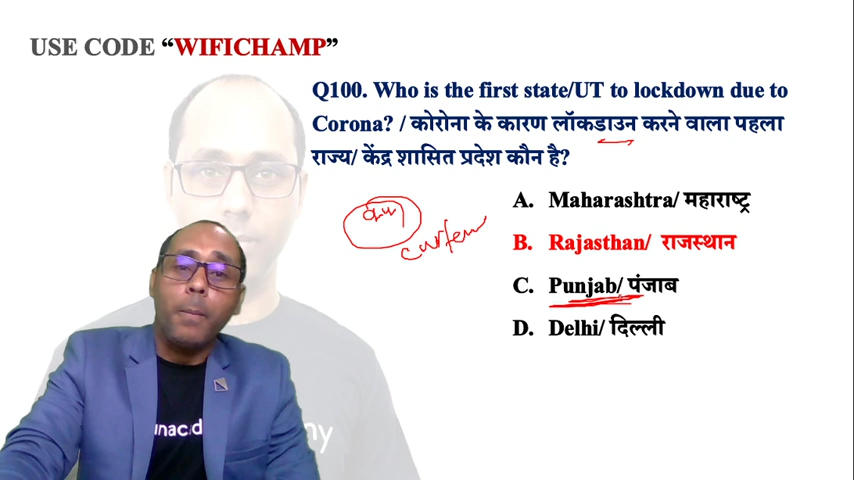 USE CODE “WIFICHAMP”
Q100. Who is the first state/UT to lockdown due to
Corona? / कोरोना के कारण लॉकडाउन करने वाला पहला
राज्य/ केंद्र शासित प्रदेश कौन है?
A. Maharashtra/ महाराष्ट्र
B. Rajasthan/ राजस्थान
curfew
C. Punjab/ पंजाब
D. Delhi/ दिल्ली